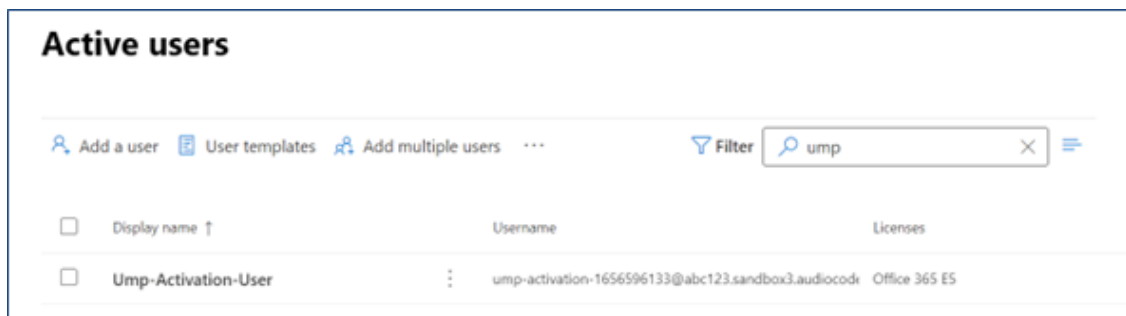 Active users
Add a user User templates Add multiple users ... Filter ump
Display name ↑ Username Licenses
Ump-Activation-User ump-activation-1656596133@abc123.sandbox3.audiocode Office 365 E5